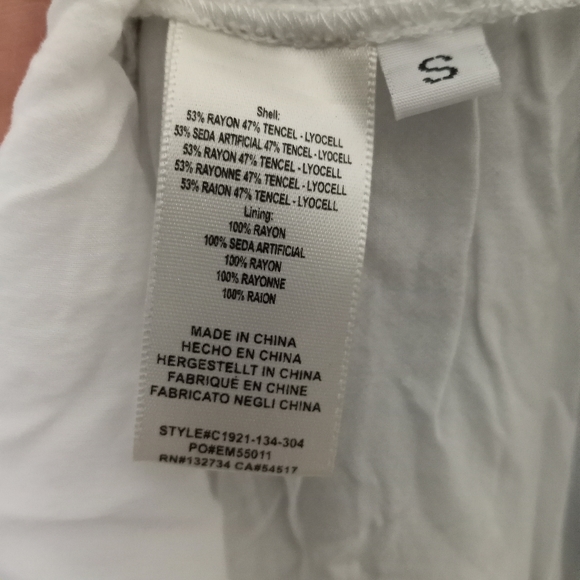 S
Shell:
53% RAYON 47% TENCEL - LYOCELL
53% SEDA ARTIFICIAL 47% TENCEL - LYOCELL
53% RAYON 47% TENCEL - LYOCELL
53% RAYONNE 47% TENCEL - LYOCELL
53% RAION 47% TENCEL - LYOCELL
Lining:
100% RAYON
100% SEDA ARTIFICIAL
100% RAYON
100% RAYONNE
100% RAION
MADE IN CHINA
HECHO EN CHINA
HERGESTELLT IN CHINA
FABRIQUÉ EN CHINE
FABRICATO NEGLI CHINA
STYLE#C1921-134-304
PO#EM55011
RN#132734 CA#54517